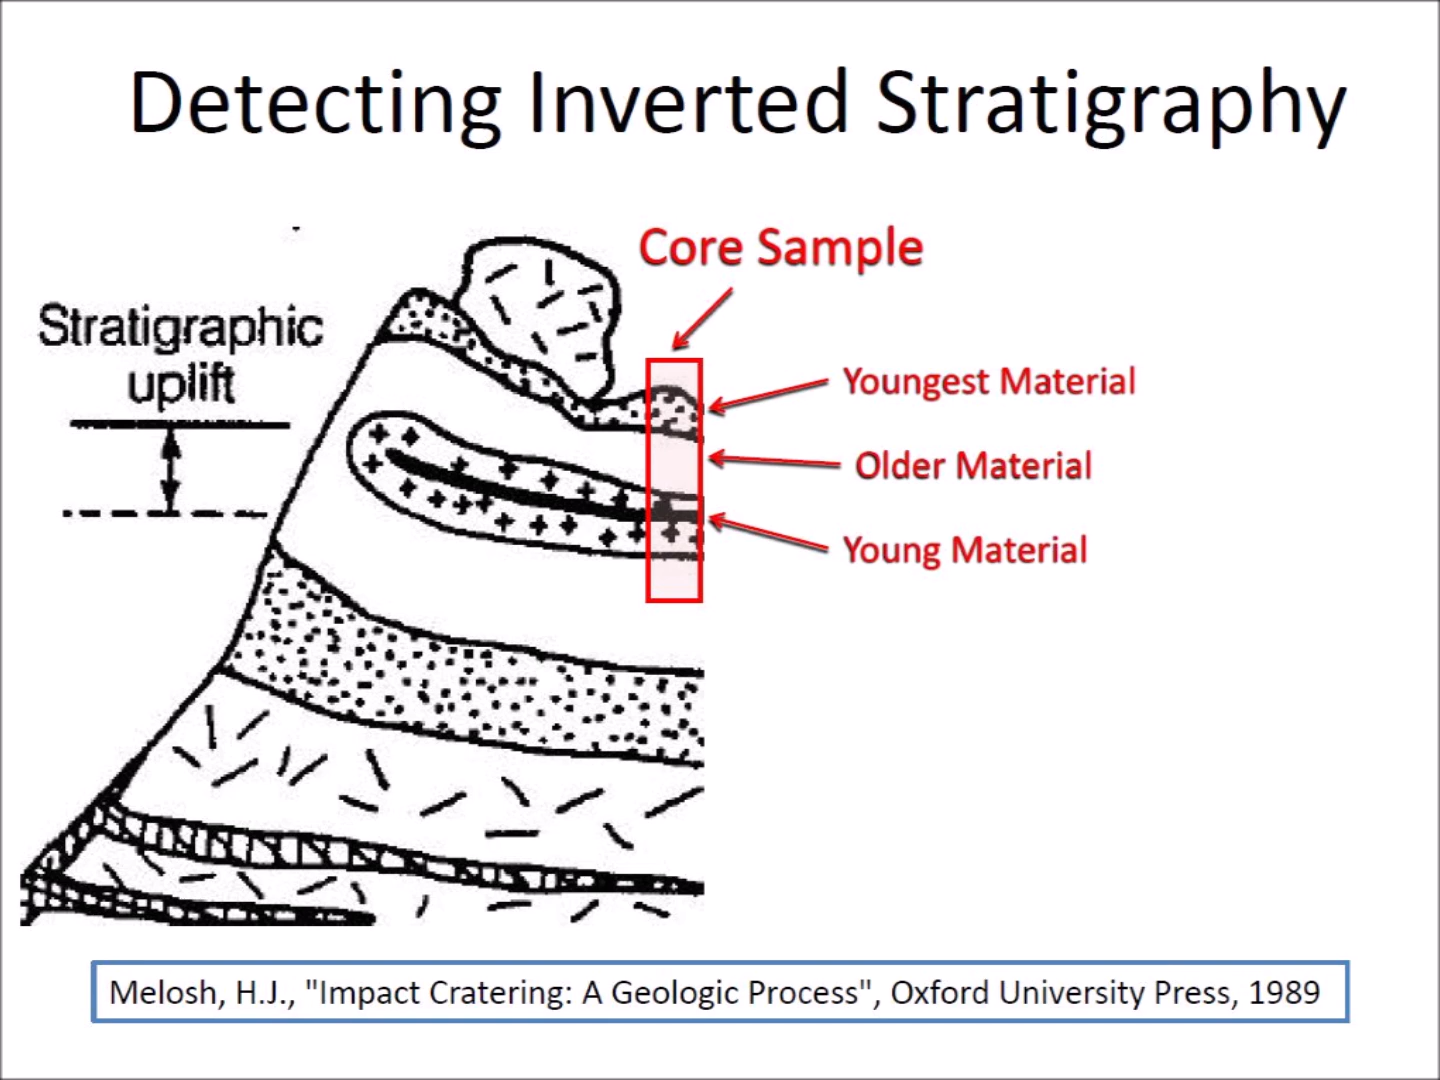 Detecting Inverted Stratigraphy
Core Sample
Stratigraphic
uplift
Youngest Material
Older Material
Young Material
Melosh, H.J., "Impact Cratering: A Geologic Process", Oxford University Press, 1989